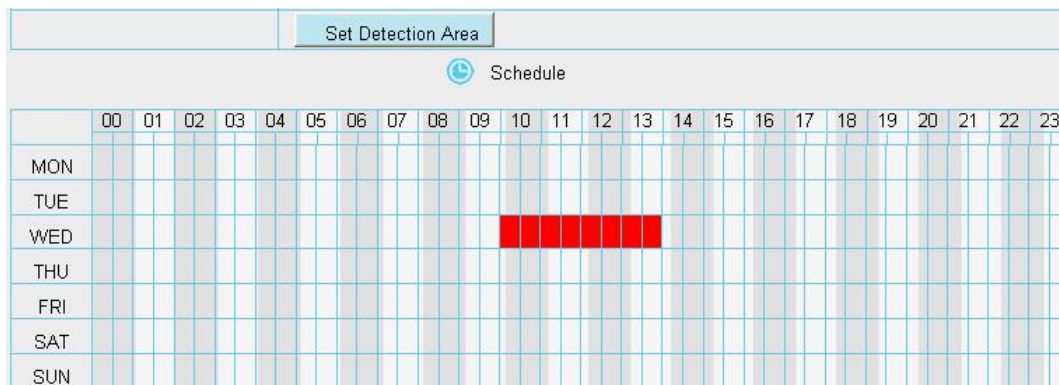 Set Detection Area
Schedule
00 01 02 03 04 05 06 07 08 09 10 11 12 13 14 15 16 17 18 19 20 21 22 23
MON
TUE
WED
THU
FRI
SAT
SUN